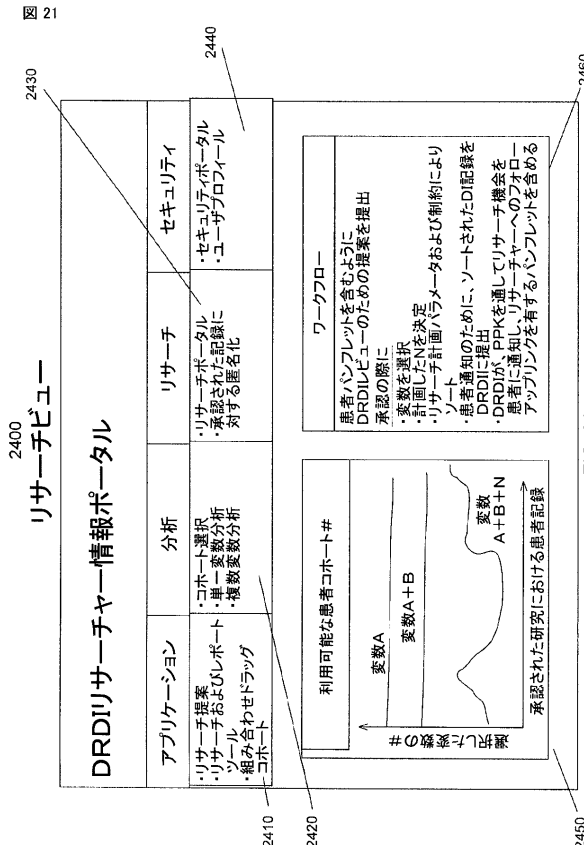 図 21
2400
リサーチビュー
DRDIリサーチャー情報ポータル
アプリケーション
分析
リサーチ
セキュリティ
・リサーチ提案
・リサーチおよびレポート
ツール
・組み合わせドラッグ
コホート
・コホート選択
・単一変数分析
・複数変数分析
・リサーチポータル
・承認された記録に
対する匿名化
・セキュリティポータル
・ユーザプロフィール
2410
2420
2430
2440
利用可能な患者コホート#
選択した変数の#
変数A
変数A+B
変数
A+B+N
承認された研究における患者記録
2450
ワークフロー
患者パンフレットを含むように
DRDIレビューのための提案を提出
承認の際に
・変数を選択
・計画したNを決定
・リサーチ計画パラメータおよび制約により
ソート
・患者通知のために、ソートされたDI記録を
DRDIに提出
・DRDIが、PPKを通してリサーチ機会を
患者に通知し、リサーチャーへのフォロー
アップリンクを有するパンフレットを含める
2460